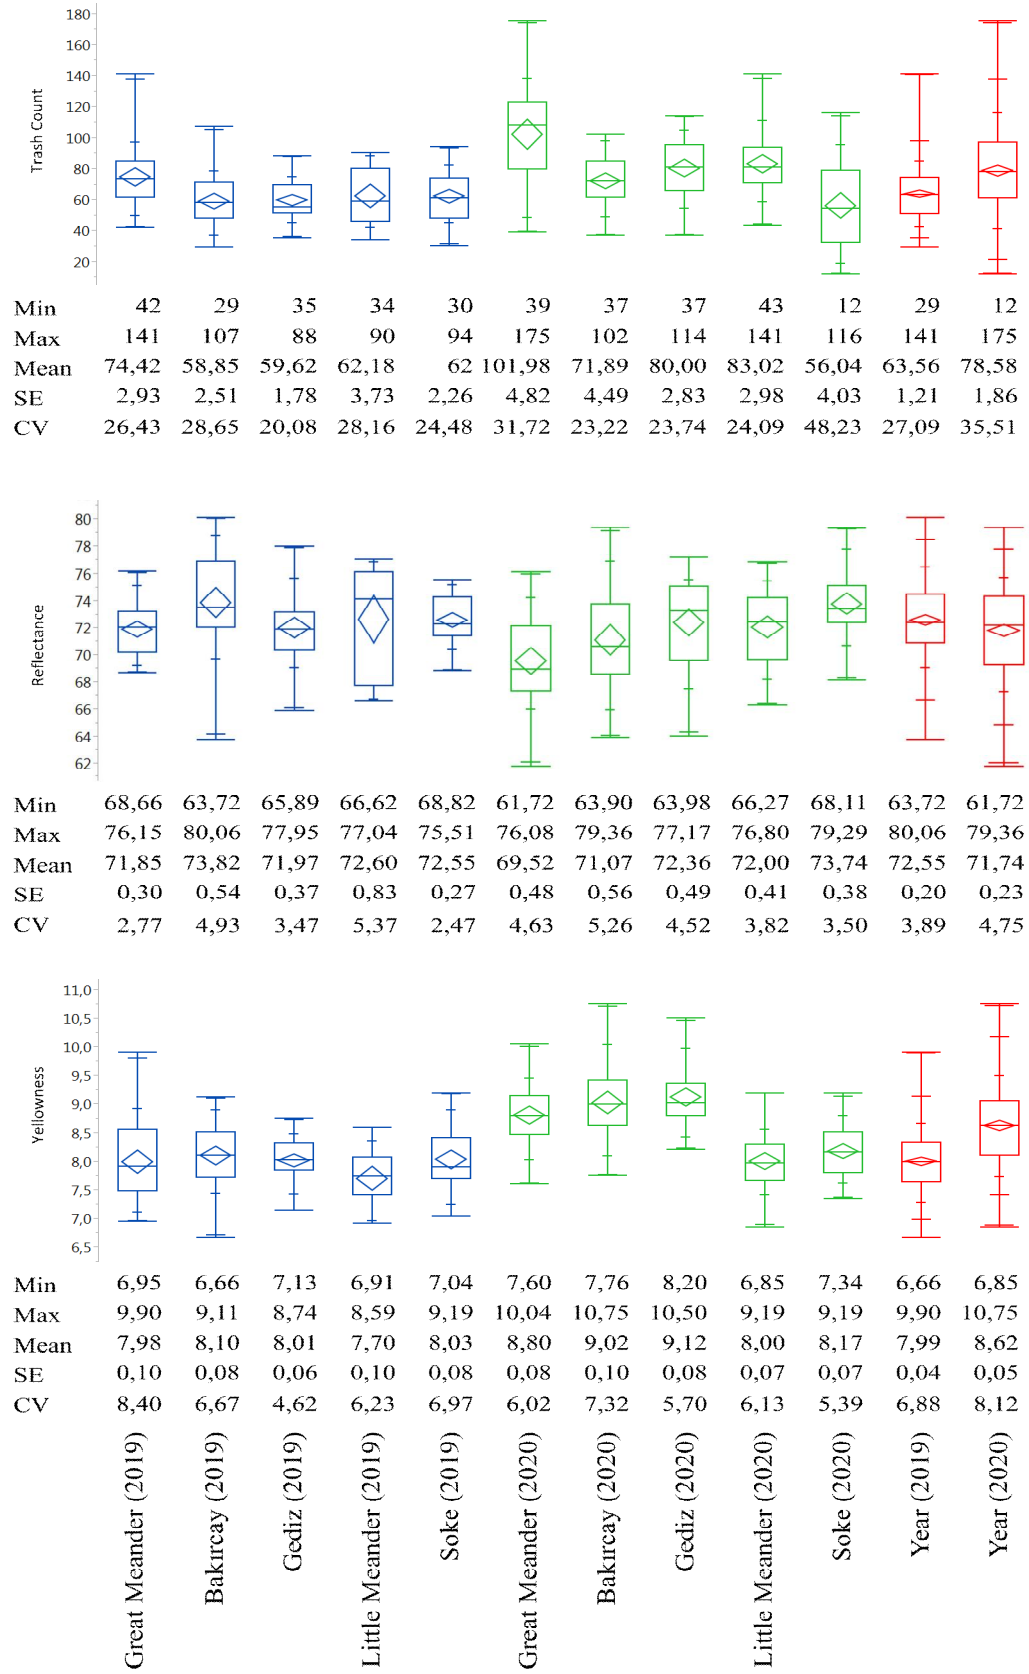 Trash Count
180
160
140
120
100
80
60
40
20
Min 42 29 35 34 30 39 37 37 43 12 29 12
Max 141 107 88 90 94 175 102 114 141 116 141 175
Mean 74,42 58,85 59,62 62,18 62 101,98 71,89 80,00 83,02 56,04 63,56 78,58
SE 2,93 2,51 1,78 3,73 2,26 4,82 4,49 2,83 2,98 4,03 1,21 1,86
CV 26,43 28,65 20,08 28,16 24,48 31,72 23,22 23,74 24,09 48,23 27,09 35,51
Reflectance
80
78
76
74
72
70
68
66
64
62
Min 68,66 63,72 65,89 66,62 68,82 61,72 63,90 63,98 66,27 68,11 63,72 61,72
Max 76,15 80,06 77,95 77,04 75,51 76,08 79,36 77,17 76,80 79,29 80,06 79,36
Mean 71,85 73,82 71,97 72,60 72,55 69,52 71,07 72,36 72,00 73,74 72,55 71,74
SE 0,30 0,54 0,37 0,83 0,27 0,48 0,56 0,49 0,41 0,38 0,20 0,23
CV 2,77 4,93 3,47 5,37 2,47 4,63 5,26 4,52 3,82 3,50 3,89 4,75
Yellowness
11,0
10,5
10,0
9,5
9,0
8,5
8,0
7,5
7,0
6,5
Min 6,95 6,66 7,13 6,91 7,04 7,60 7,76 8,20 6,85 7,34 6,66 6,85
Max 9,90 9,11 8,74 8,59 9,19 10,04 10,75 10,50 9,19 9,19 9,90 10,75
Mean 7,98 8,10 8,01 7,70 8,03 8,80 9,02 9,12 8,00 8,17 7,99 8,62
SE 0,10 0,08 0,06 0,10 0,08 0,08 0,10 0,08 0,07 0,07 0,04 0,05
CV 8,40 6,67 4,62 6,23 6,97 6,02 7,32 5,70 6,13 5,39 6,88 8,12
Great Meander (2019)
Bakırcay (2019)
Gediz (2019)
Little Meander (2019)
Soke (2019)
Great Meander (2020)
Bakırcay (2020)
Gediz (2020)
Little Meander (2020)
Soke (2020)
Year (2019)
Year (2020)